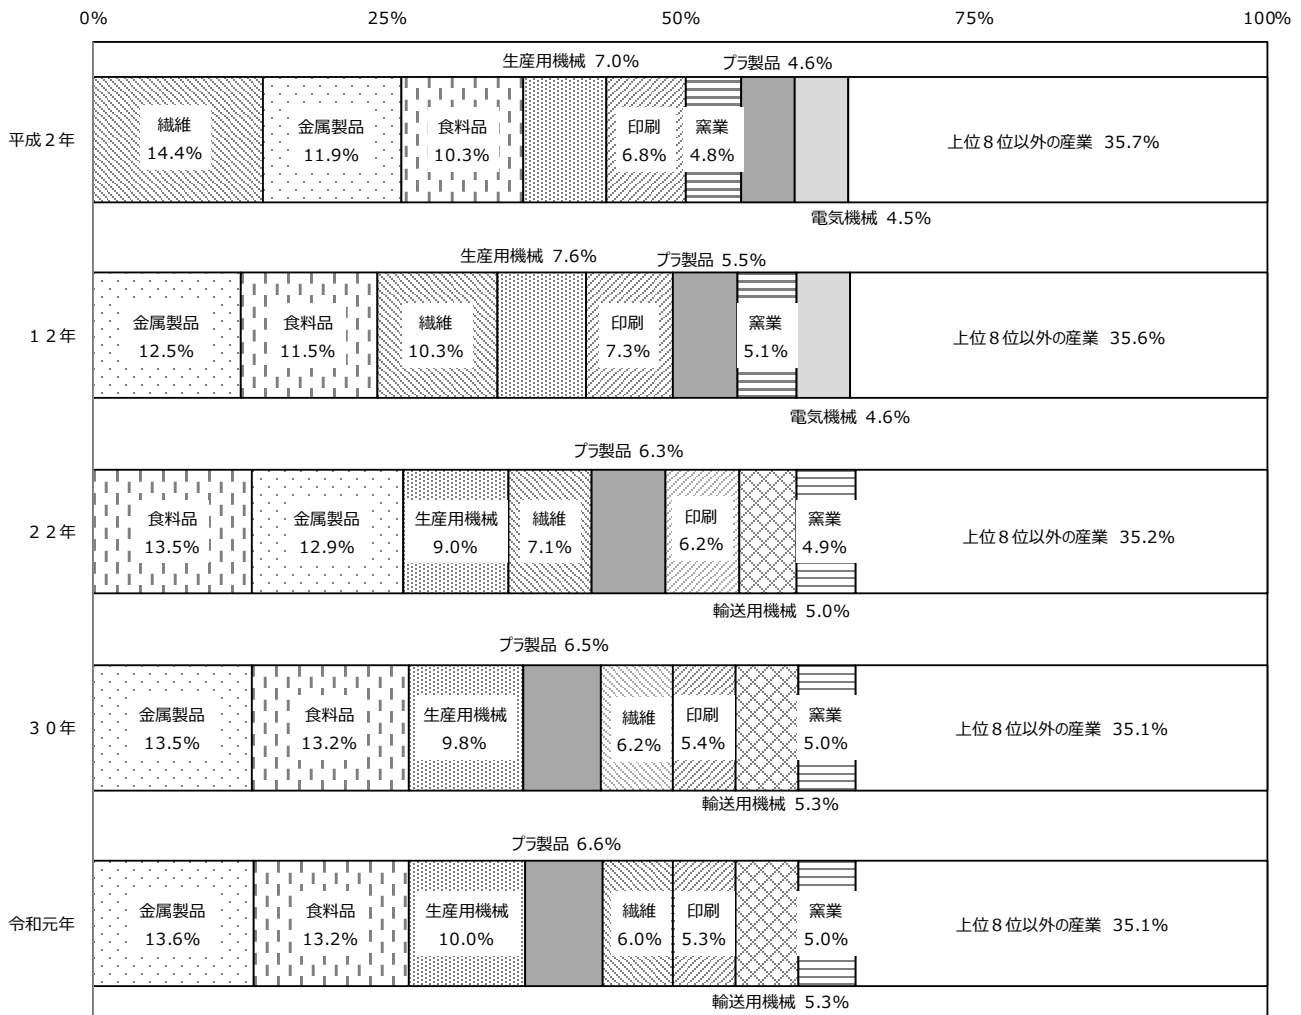 0%
25%
50%
75%
100%
生産用機械 7.0%
プラ製品 4.6%
平成２年
繊維
14.4%
金属製品
11.9%
食料品
10.3%
印刷
6.8%
窯業
4.8%
上位８位以外の産業 35.7%
電気機械 4.5%
生産用機械 7.6%
プラ製品 5.5%
１２年
金属製品
12.5%
食料品
11.5%
繊維
10.3%
印刷
7.3%
窯業
5.1%
上位８位以外の産業 35.6%
電気機械 4.6%
プラ製品 6.3%
２２年
食料品
13.5%
金属製品
12.9%
生産用機械
9.0%
繊維
7.1%
印刷
6.2%
窯業
4.9%
上位８位以外の産業 35.2%
輸送用機械 5.0%
プラ製品 6.5%
３０年
金属製品
13.5%
食料品
13.2%
生産用機械
9.8%
繊維
6.2%
印刷
5.4%
窯業
5.0%
上位８位以外の産業 35.1%
輸送用機械 5.3%
プラ製品 6.6%
令和元年
金属製品
13.6%
食料品
13.2%
生産用機械
10.0%
繊維
6.0%
印刷
5.3%
窯業
5.0%
上位８位以外の産業 35.1%
輸送用機械 5.3%